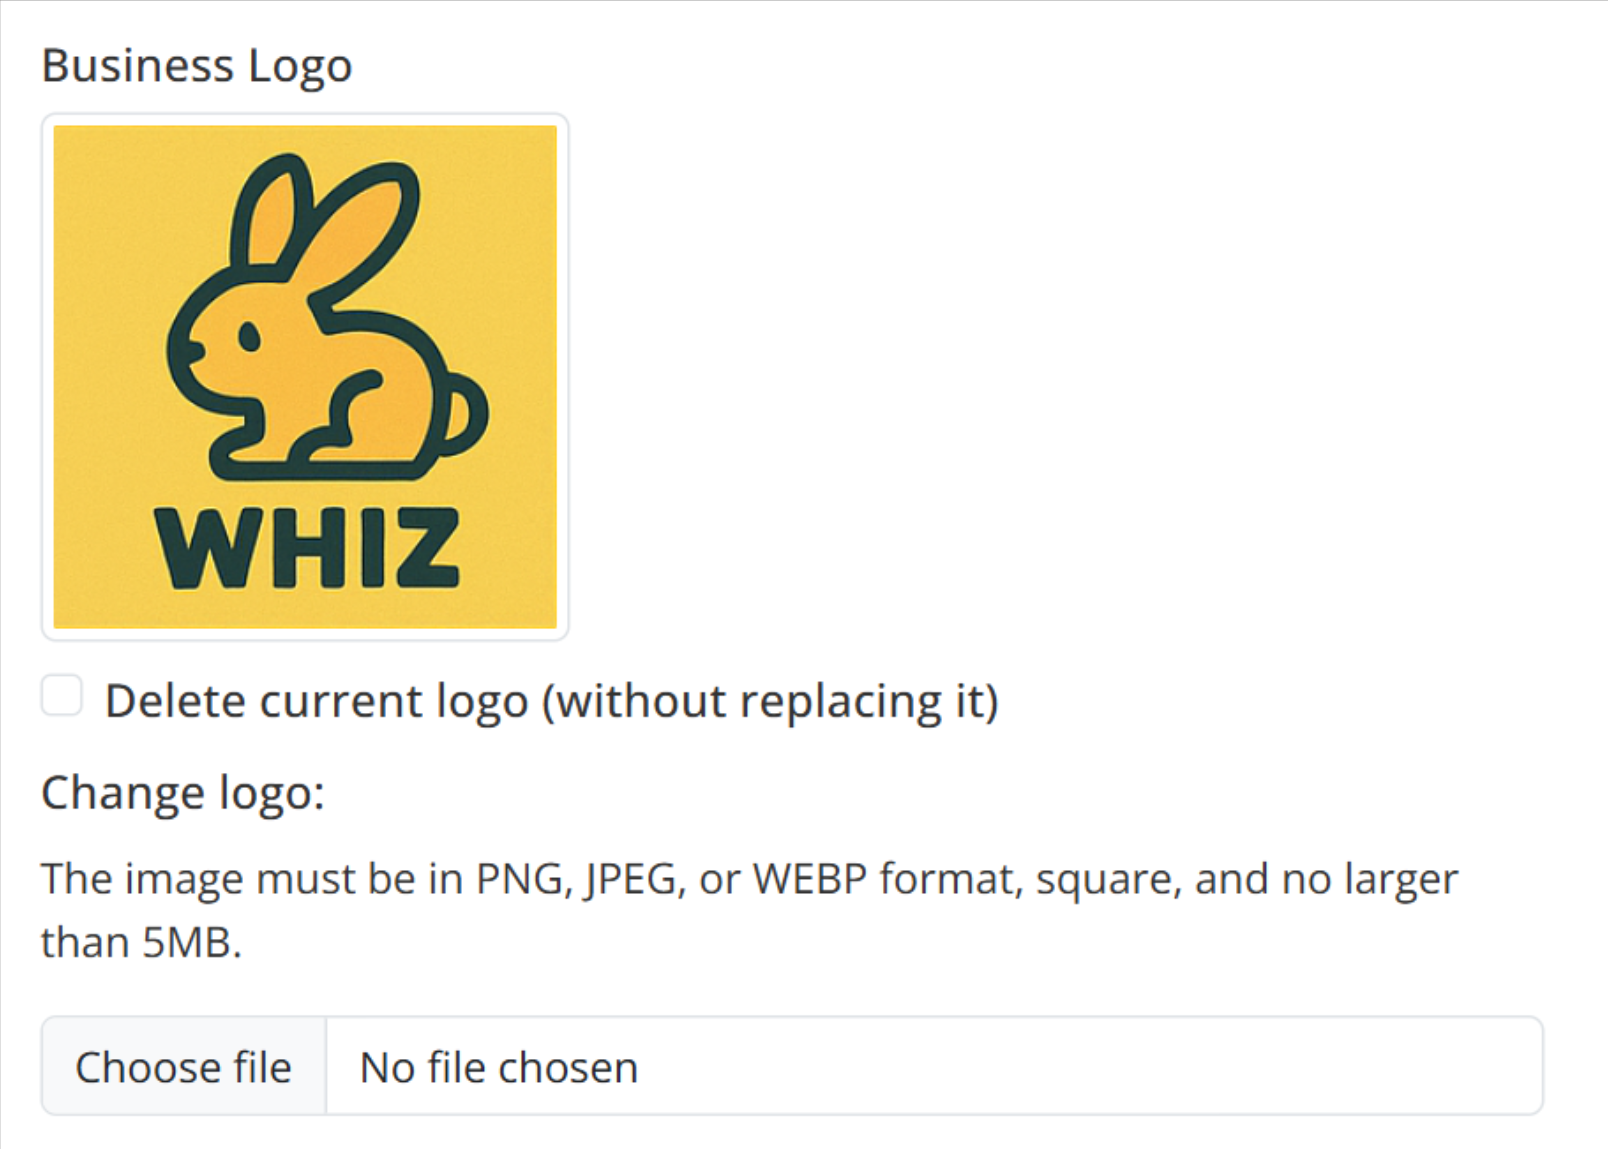 Business Logo
WHIZ
Delete current logo (without replacing it)
Change logo:
The image must be in PNG, JPEG, or WEBP format, square, and no larger
than 5MB.
Choose file No file chosen